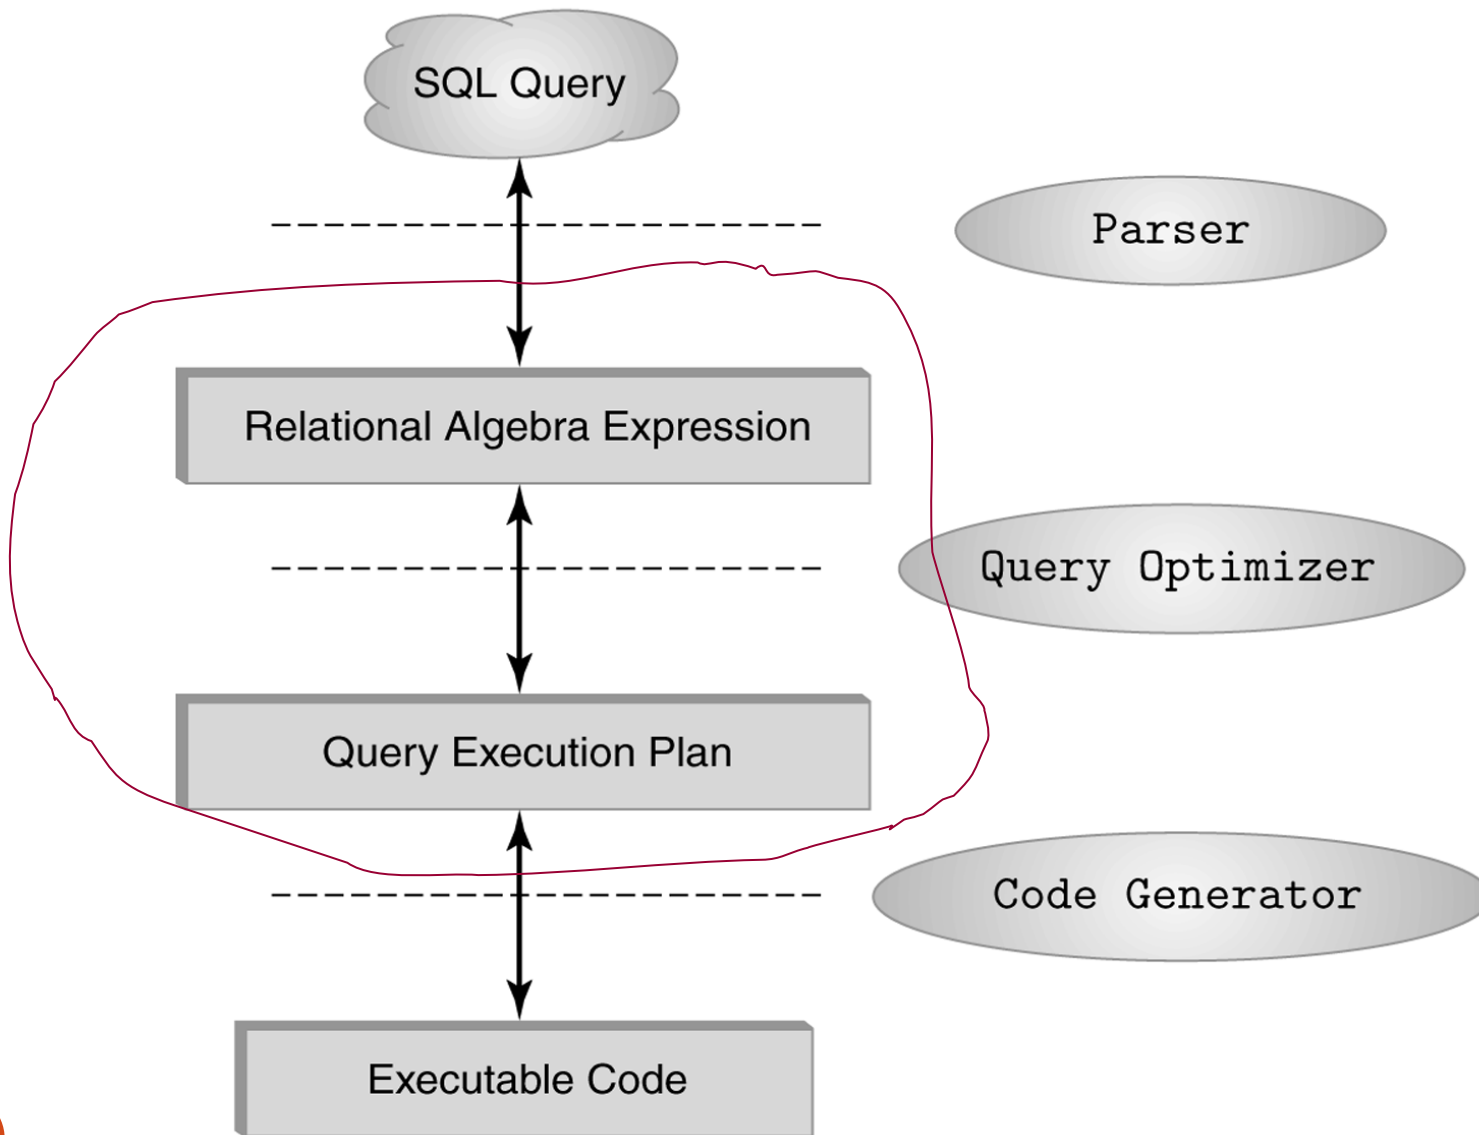 SQL Query
Parser
Relational Algebra Expression
Query Optimizer
Query Execution Plan
Code Generator
Executable Code